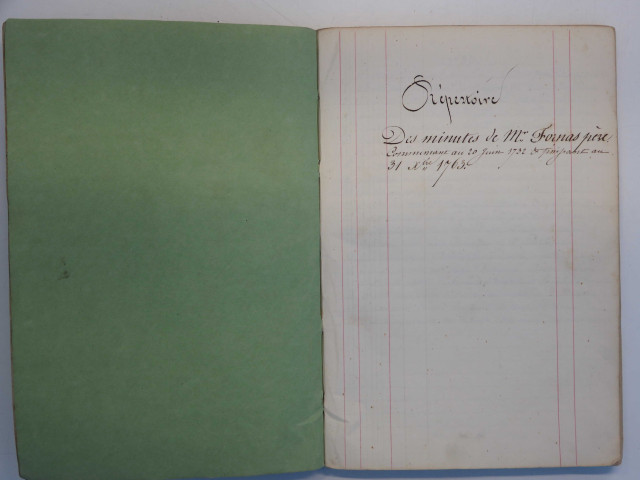 Répertoire
Des minutes de Mr Fornas père,
Commençant au 20 Juin 1732 & finissant au
31 Xbre 1763.